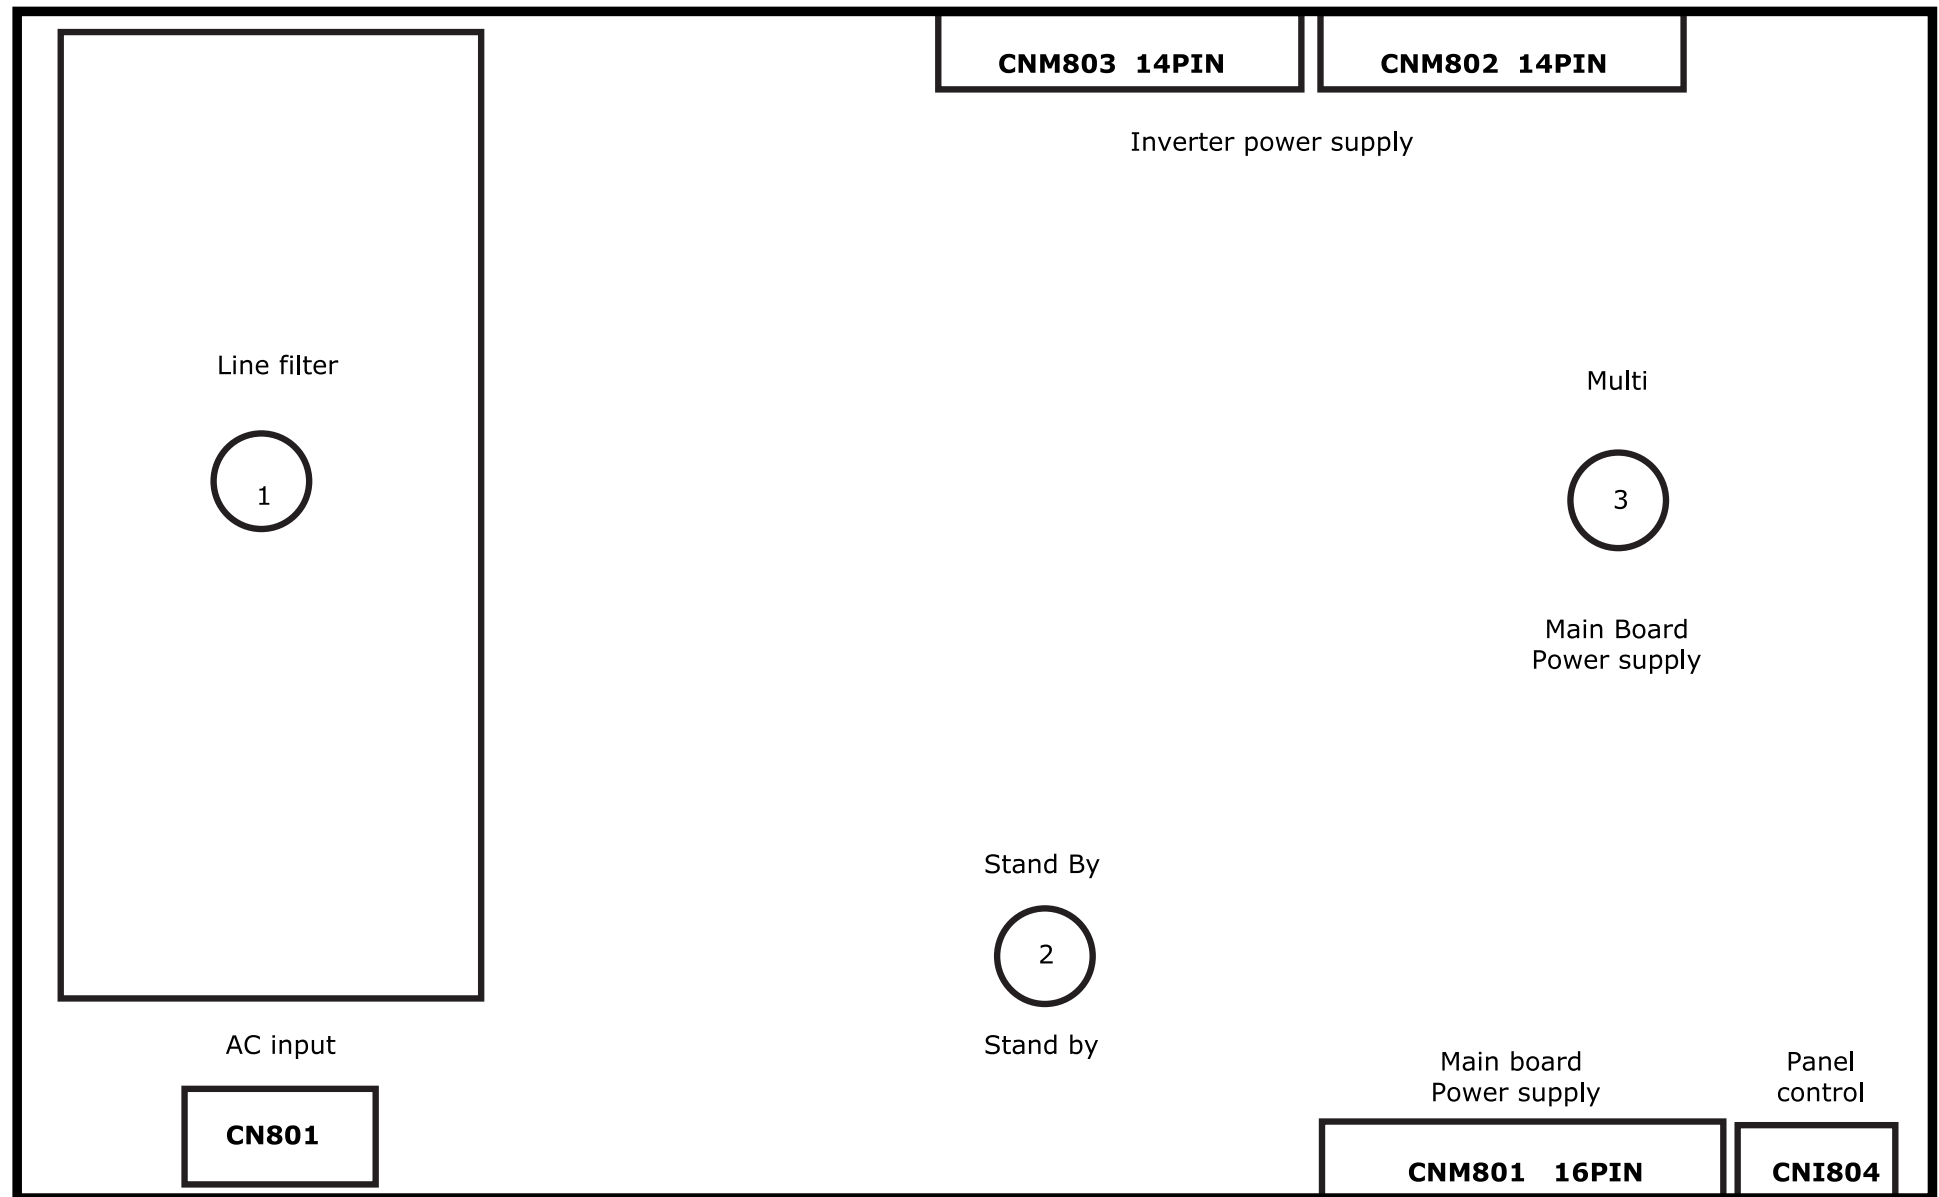 CNM803 14PIN
CNM802 14PIN
Inverter power supply
Line filter
1
Multi
3
Main Board
Power supply
Stand By
2
Stand by
AC input
CN801
Main board
Power supply
CNM801 16PIN
Panel
control
CNI804